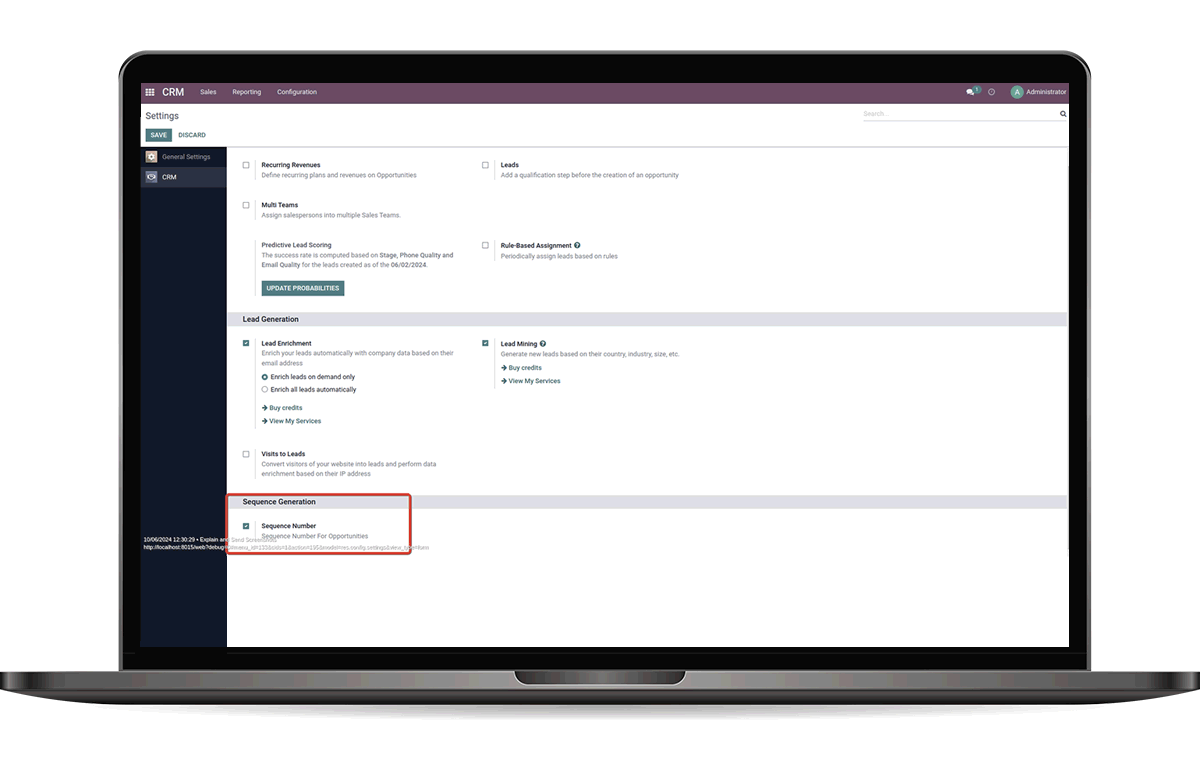 CRM Sales Reporting Configuration 1 A Administrator
Settings
Search...
SAVE DISCARD
General Settings
CRM
Recurring Revenues
Define recurring plans and revenues on Opportunities
Leads
Add a qualification step before the creation of an opportunity
Multi Teams
Assign salespersons into multiple Sales Teams.
Predictive Lead Scoring
The success rate is computed based on Stage, Phone Quality and
Email Quality for the leads created as of the 06/02/2024.
UPDATE PROBABILITIES
Rule-Based Assignment ?
Periodically assign leads based on rules
Lead Generation
Lead Enrichment
Enrich your leads automatically with company data based on their
email address
Enrich leads on demand only
Enrich all leads automatically
Buy credits
View My Services
Lead Mining ?
Generate new leads based on their country, industry, size, etc.
Buy credits
View My Services
Visits to Leads
Convert visitors of your website into leads and perform data
enrichment based on their IP address
Sequence Generation
Sequence Number
Sequence Number For Opportunities
10/06/2024 12:30:29 • Explain and Send Screenshots
http://localhost:8015/web?debug